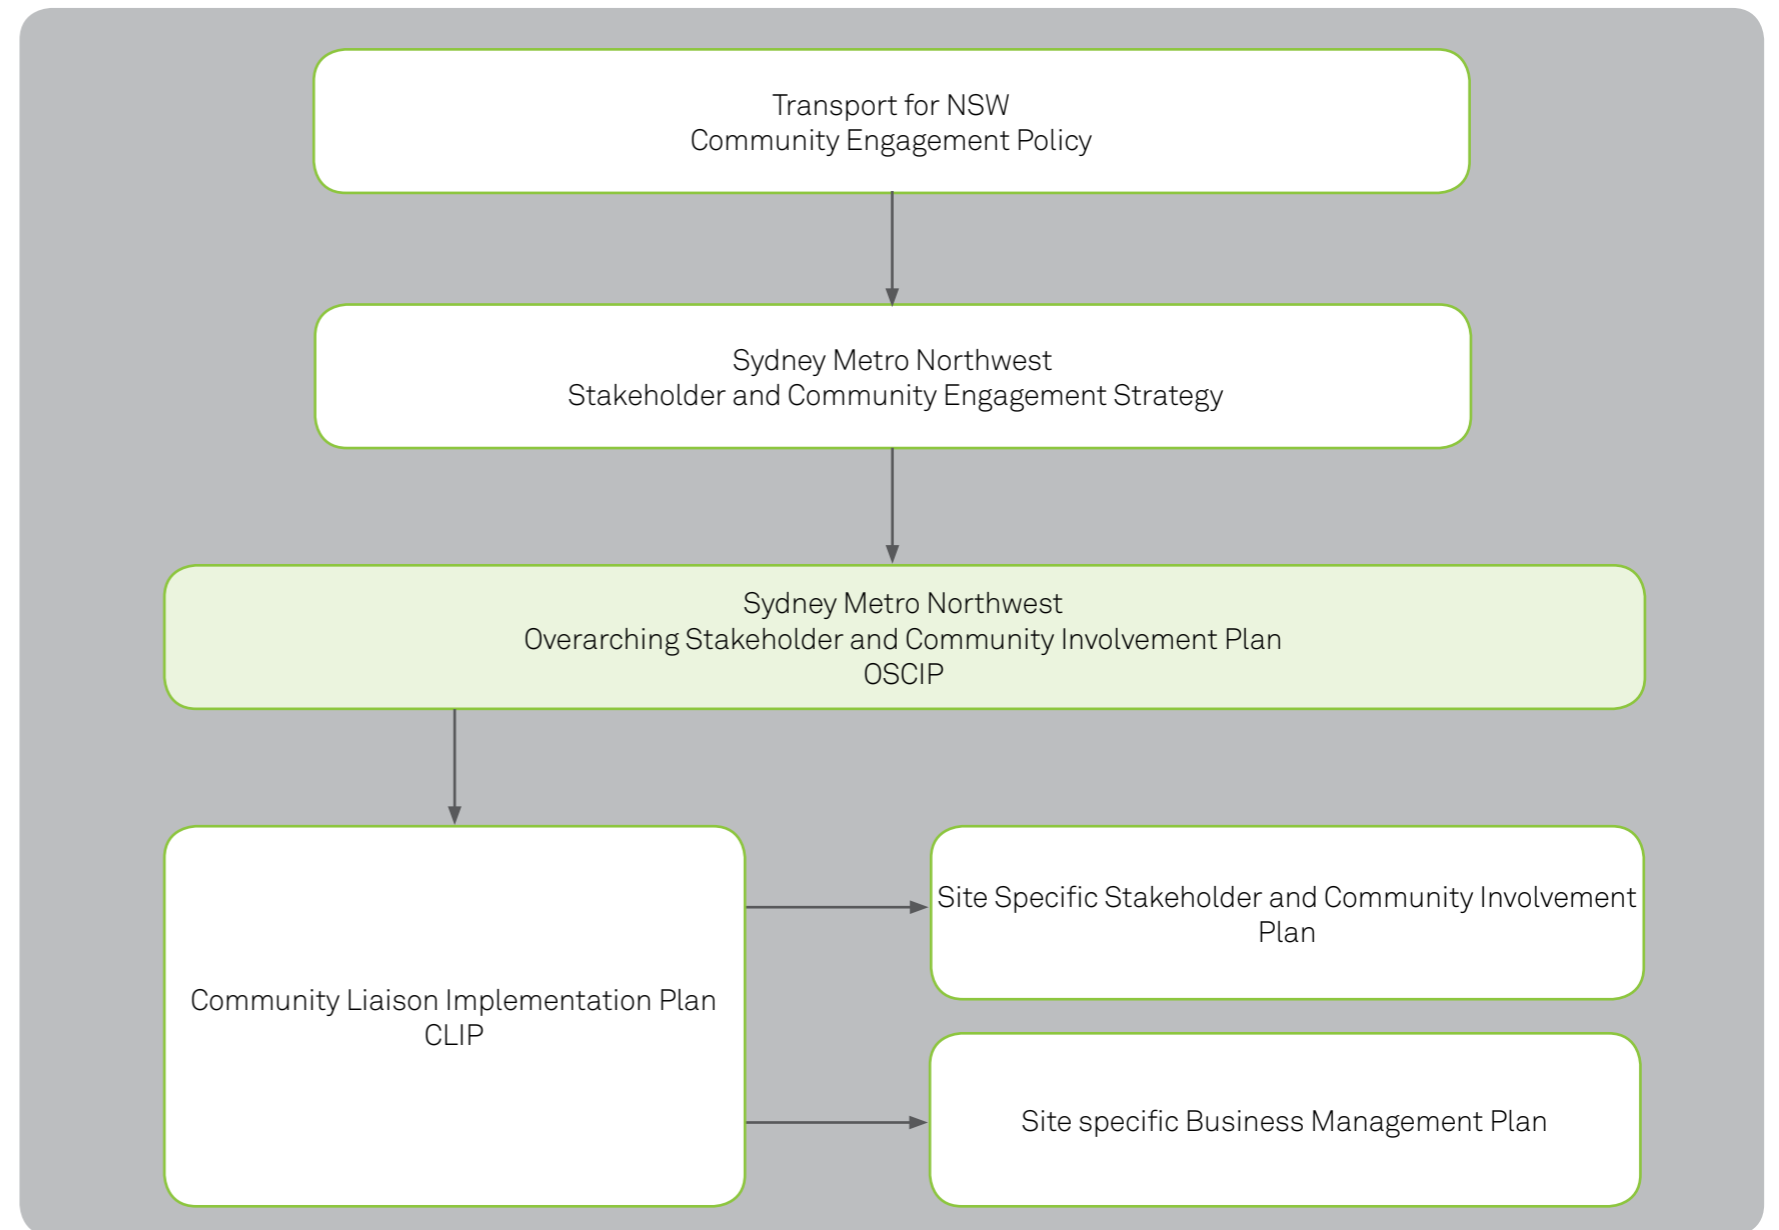 Transport for NSW
Community Engagement Policy
Sydney Metro Northwest
Stakeholder and Community Engagement Strategy
Sydney Metro Northwest
Overarching Stakeholder and Community Involvement Plan
OSCIP
Community Liaison Implementation Plan
CLIP
Site Specific Stakeholder and Community Involvement
Plan
Site specific Business Management Plan